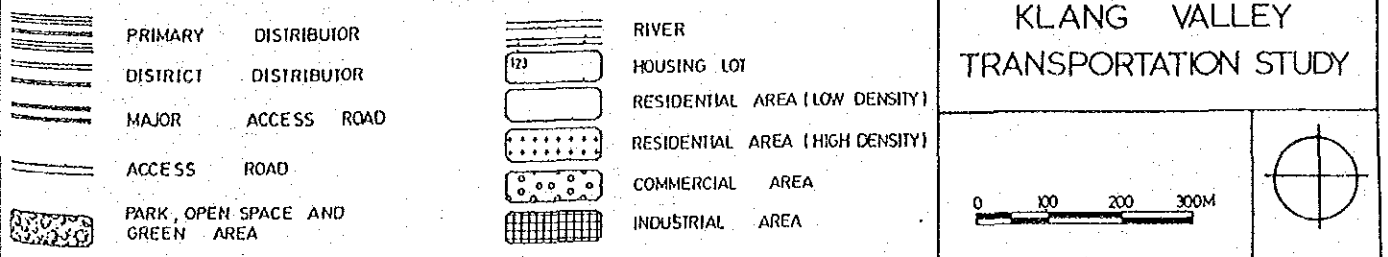 PRIMARY DISTRIBUTOR
DISTRICT DISTRIBUTOR
MAJOR ACCESS ROAD
ACCESS ROAD
PARK, OPEN SPACE AND
GREEN AREA
RIVER
123
HOUSING LOT
RESIDENTIAL AREA (LOW DENSITY)
RESIDENTIAL AREA (HIGH DENSITY)
COMMERCIAL AREA
INDUSTRIAL AREA
KLANG VALLEY
TRANSPORTATION STUDY
0 100 200 300M